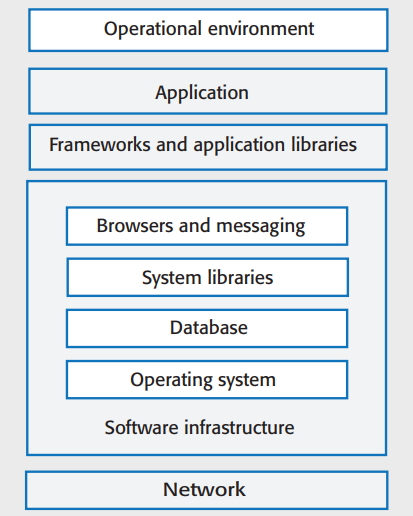 Operational environment
Application
Frameworks and application libraries
Browsers and messaging
System libraries
Database
Operating system
Software infrastructure
Network